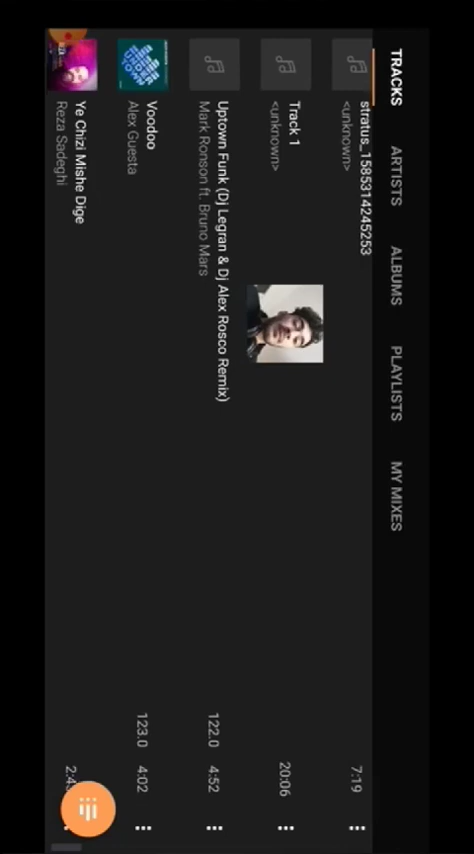 TRACKS ARTISTS ALBUMS PLAYLISTS MY MIXES
stratus_1585314245253 7:19
<unknown>
Track 1 20:06
<unknown>
Uptown Funk (Dj Legran & Dj Alex Rosco Remix) 122.0 4:52
Mark Ronson ft. Bruno Mars
Voodoo 123.0 4:02
Alex Guesta
Ye Chizi Mishe Dige
Reza Sadeghi